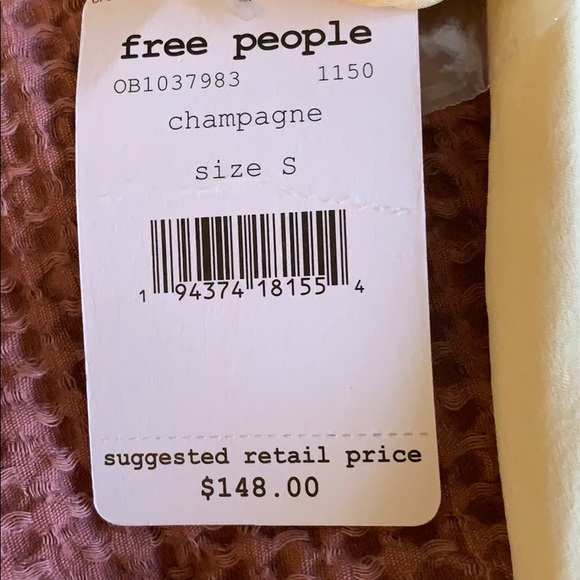 free people
OB1037983 1150
champagne
size S
1 94374 18155 4
suggested retail price
$148.00